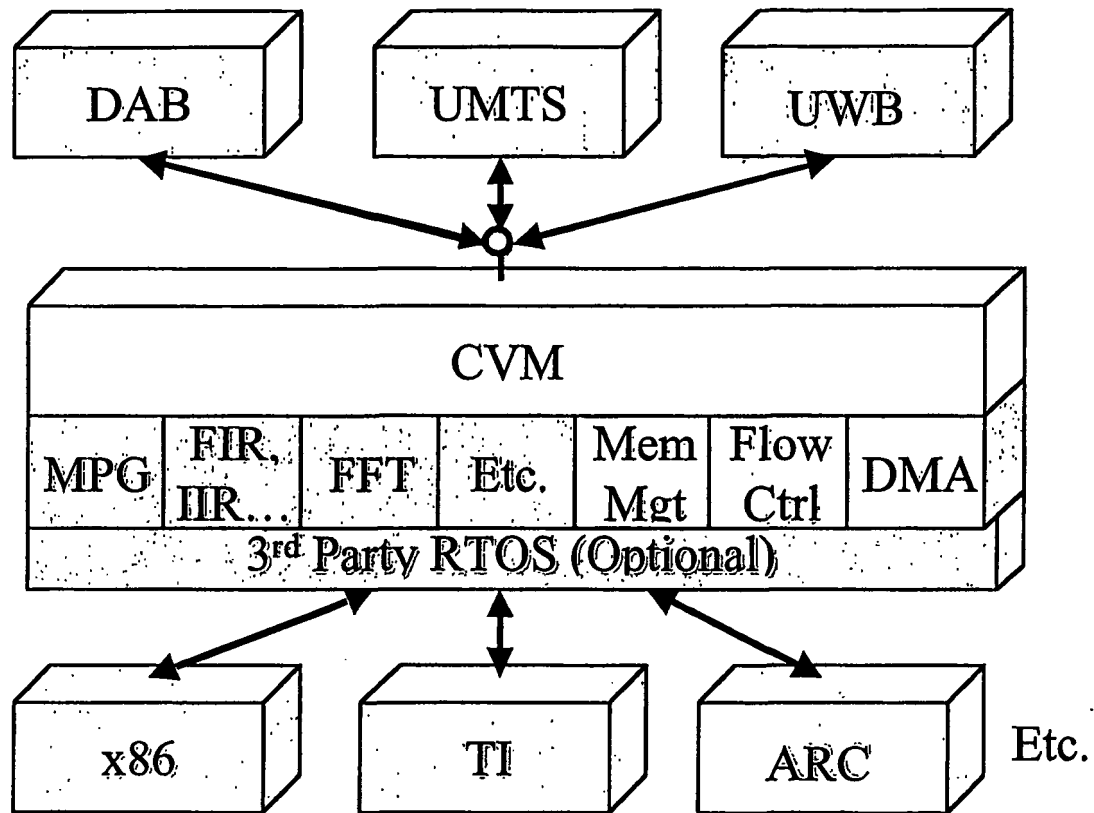 DAB
UMTS
UWB
CVM
MPG
FIR,
IIR...
FFT
Etc.
Mem
Mgt
Flow
Ctrl
DMA
3rd Party RTOS (Optional)
x86
TI
ARC
Etc.